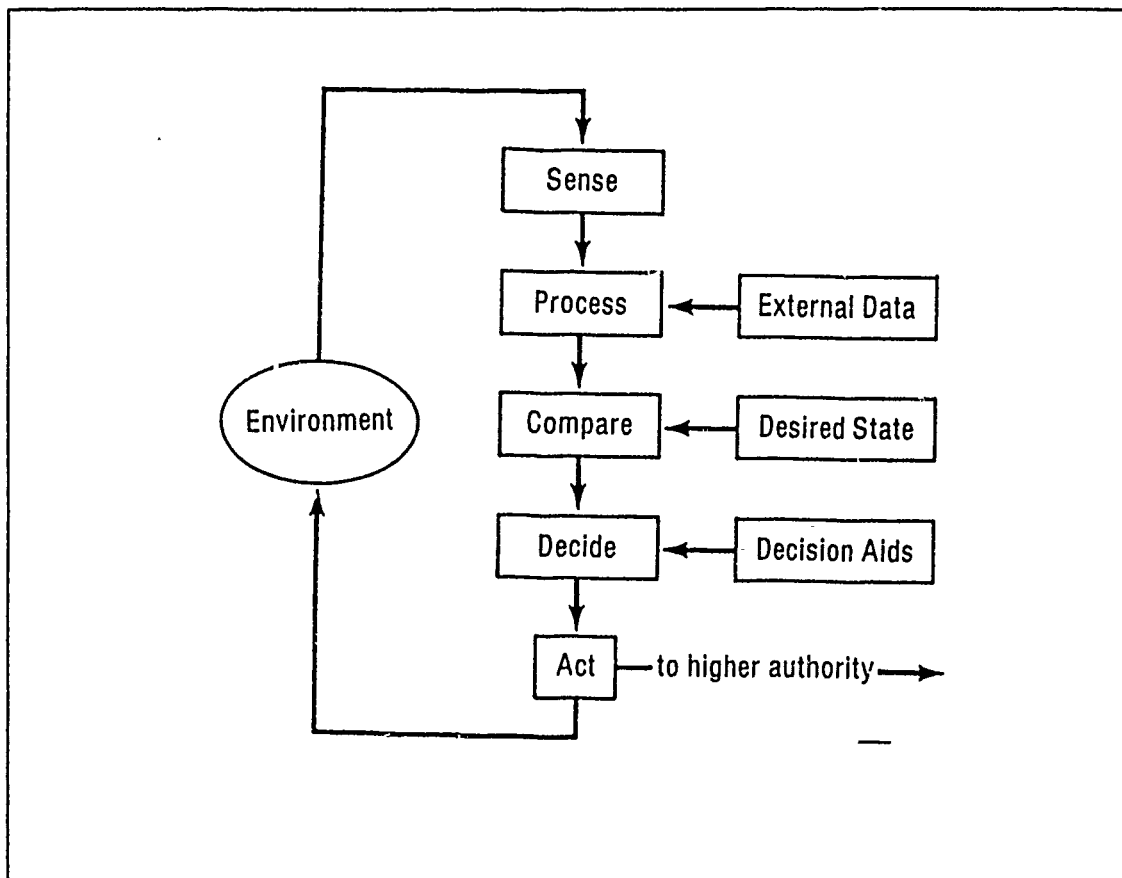 Sense
Process
External Data
Environment
Compare
Desired State
Decide
Decision Aids
Act
to higher authority